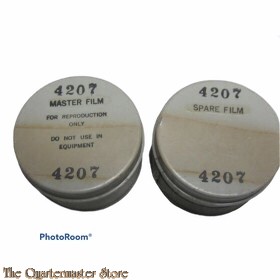 4207
MASTER FILM
FOR REPRODUCTION
ONLY
DO NOT USE IN
EQUIPMENT
4207
4207
SPARE FILM
4207
PhotoRoom®
The Quartermaster Store